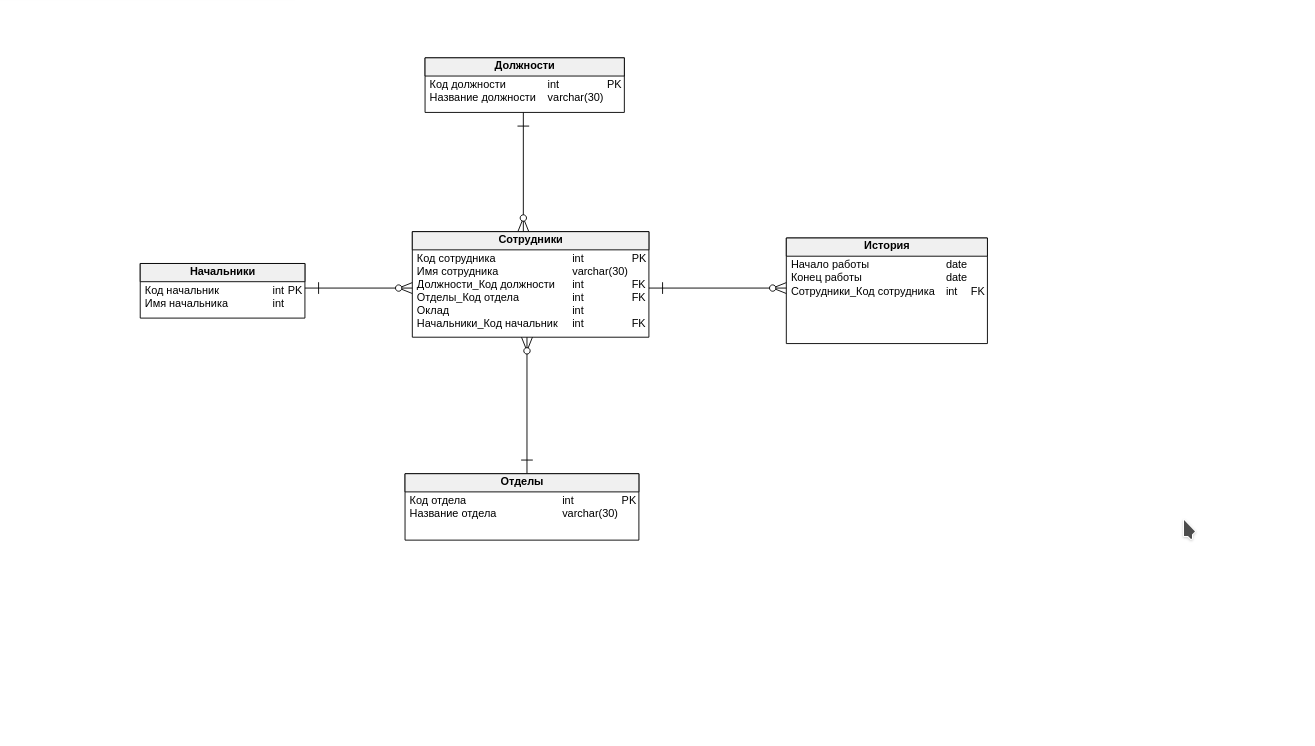 Должности
Код должности int PK
Название должности varchar(30)
Сотрудники
Код сотрудника int PK
Имя сотрудника varchar(30)
Должности_Код должности int FK
Отделы_Код отдела int FK
Оклад int
Начальники_Код начальник int FK
История
Начало работы date
Конец работы date
Сотрудники_Код сотрудника int FK
Начальники
Код начальник int PK
Имя начальника int
Отделы
Код отдела int PK
Название отдела varchar(30)